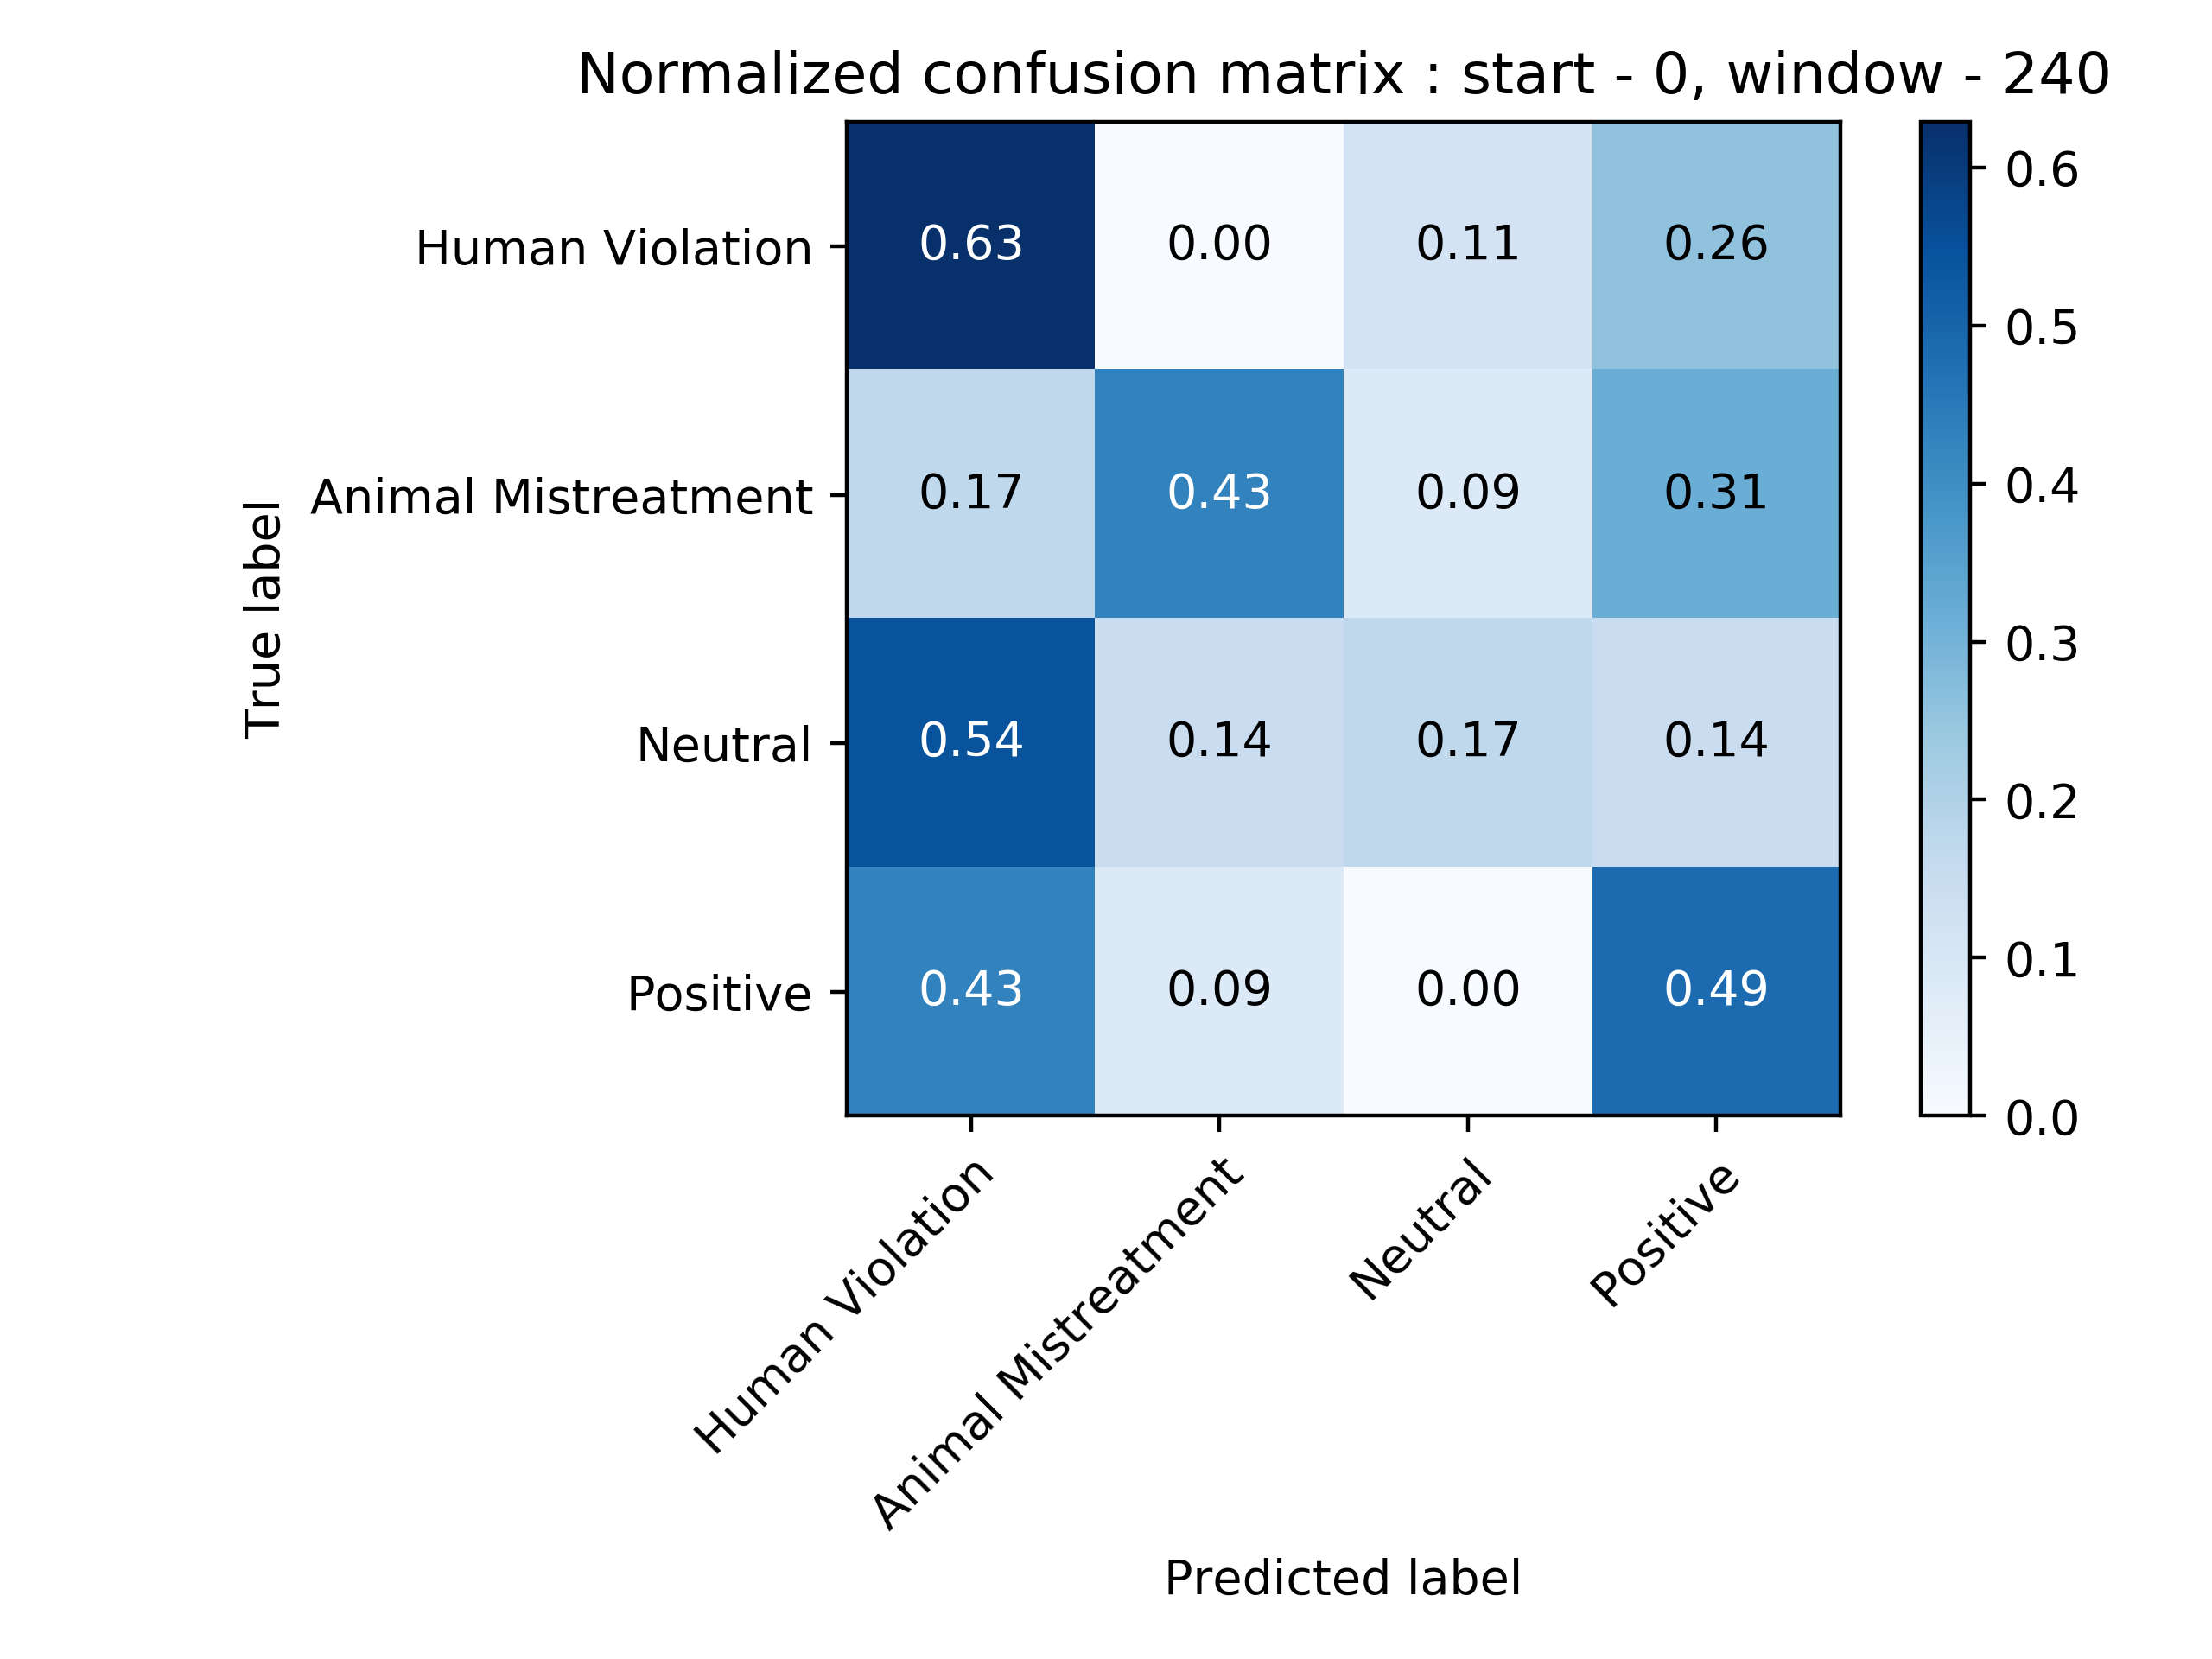 Normalized confusion matrix : start - 0, window - 240
True label
Human Violation
Animal Mistreatment
Neutral
Positive
0.63 0.00 0.11 0.26
0.17 0.43 0.09 0.31
0.54 0.14 0.17 0.14
0.43 0.09 0.00 0.49
0.6
0.5
0.4
0.3
0.2
0.1
0.0
Human Violation
Animal Mistreatment
Neutral
Positive
Predicted label